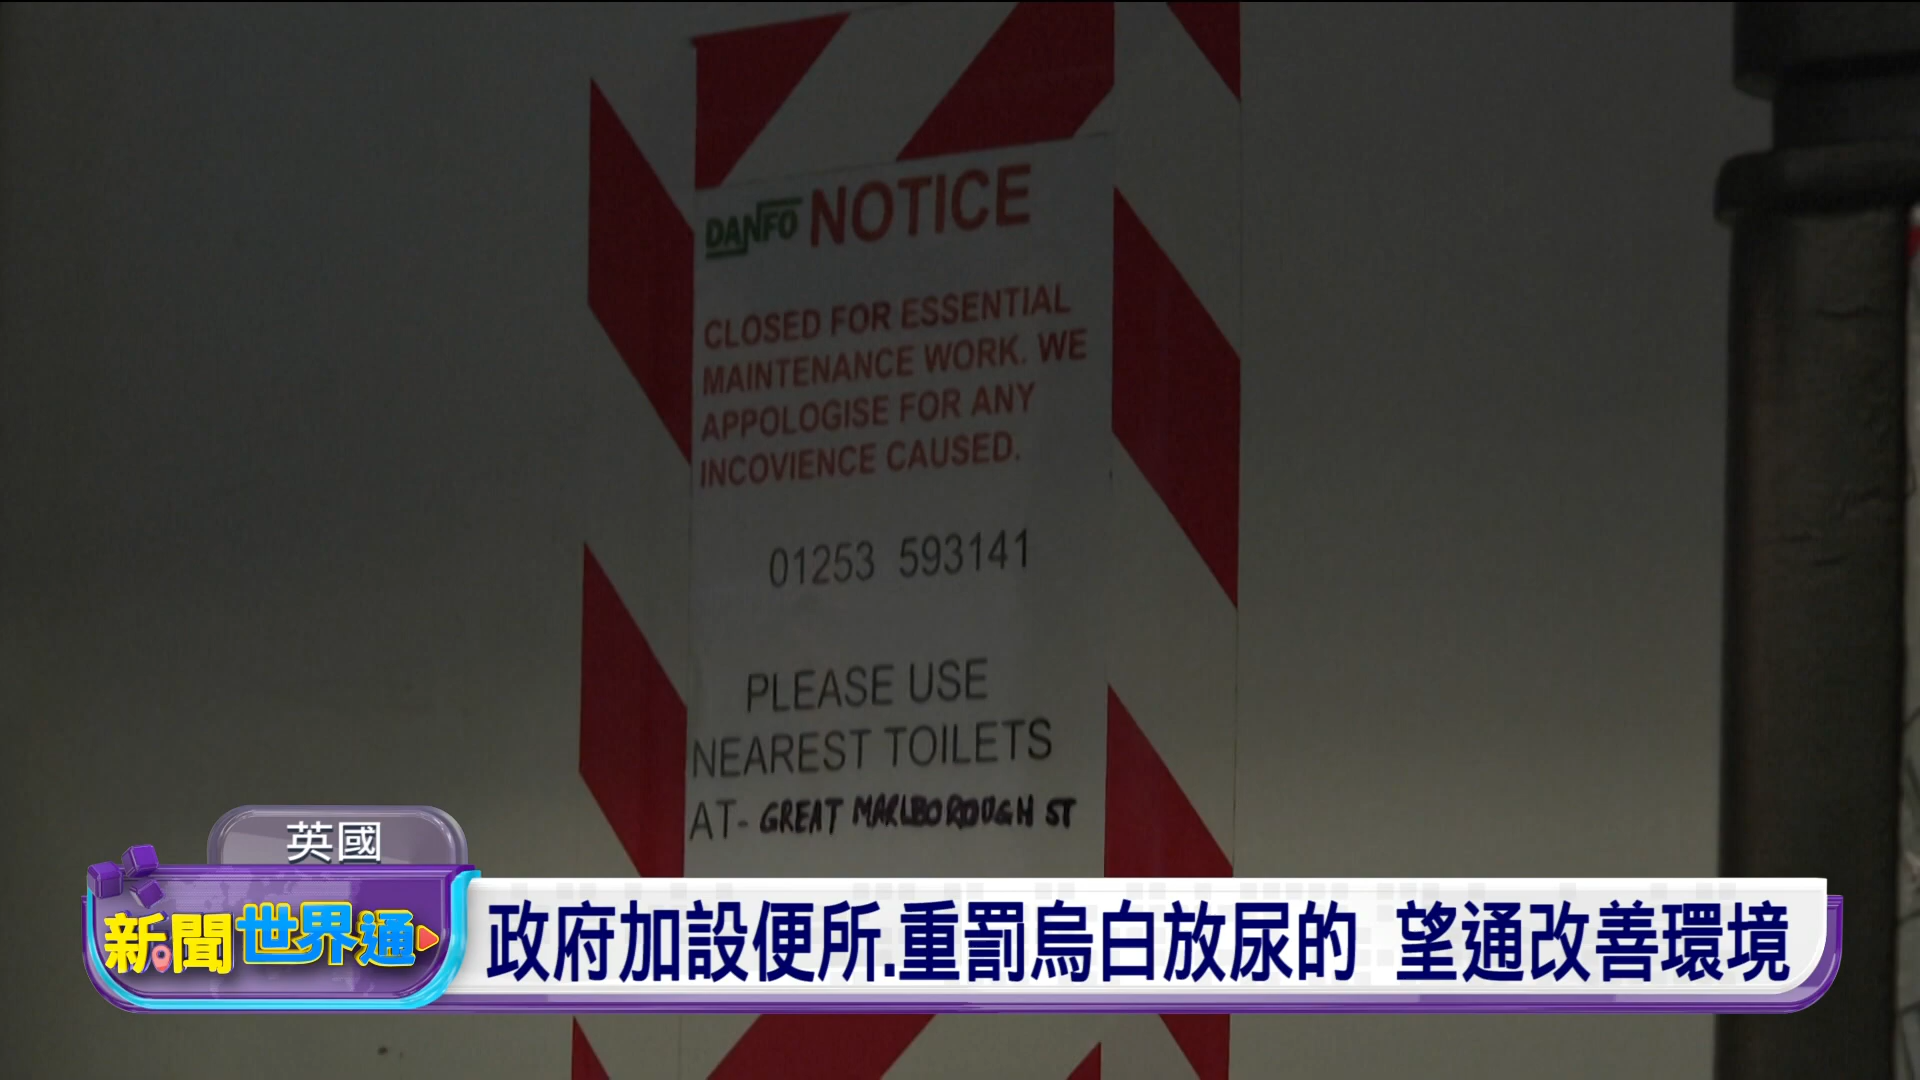 DANFO NOTICE
CLOSED FOR ESSENTIAL
MAINTENANCE WORK. WE
APPOLOGISE FOR ANY
INCOVIENCE CAUSED.
01253 593141
PLEASE USE
NEAREST TOILETS
AT- GREAT MARLBOROUGH ST
英國
新聞世界通
政府加設便所.重罰烏白放尿的 望通改善環境